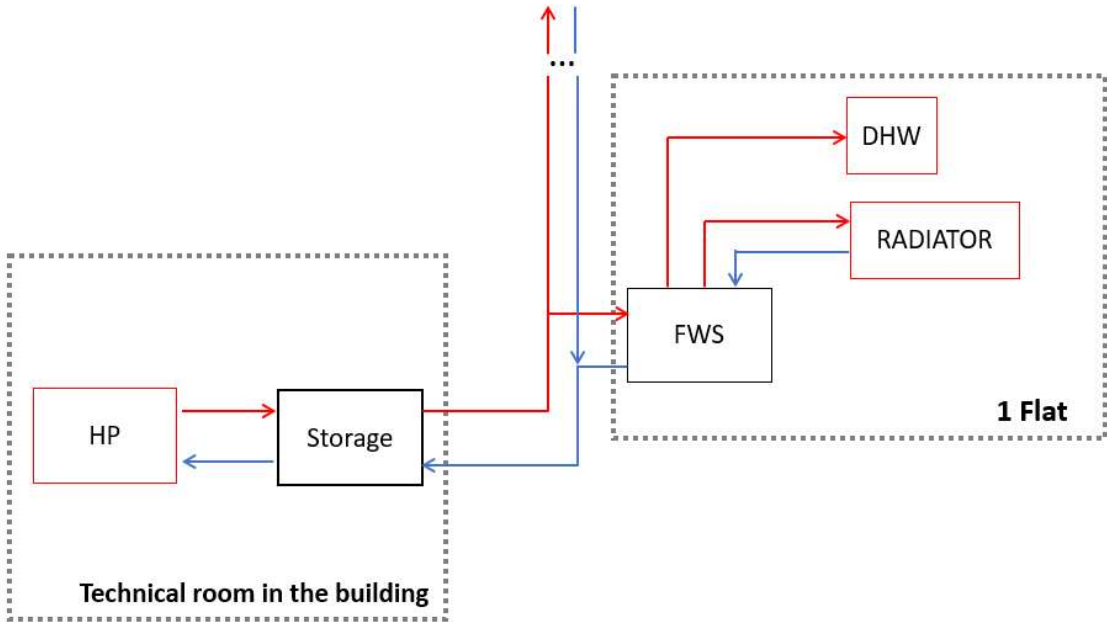 ...
DHW
RADIATOR
FWS
1 Flat
HP
Storage
Technical room in the building